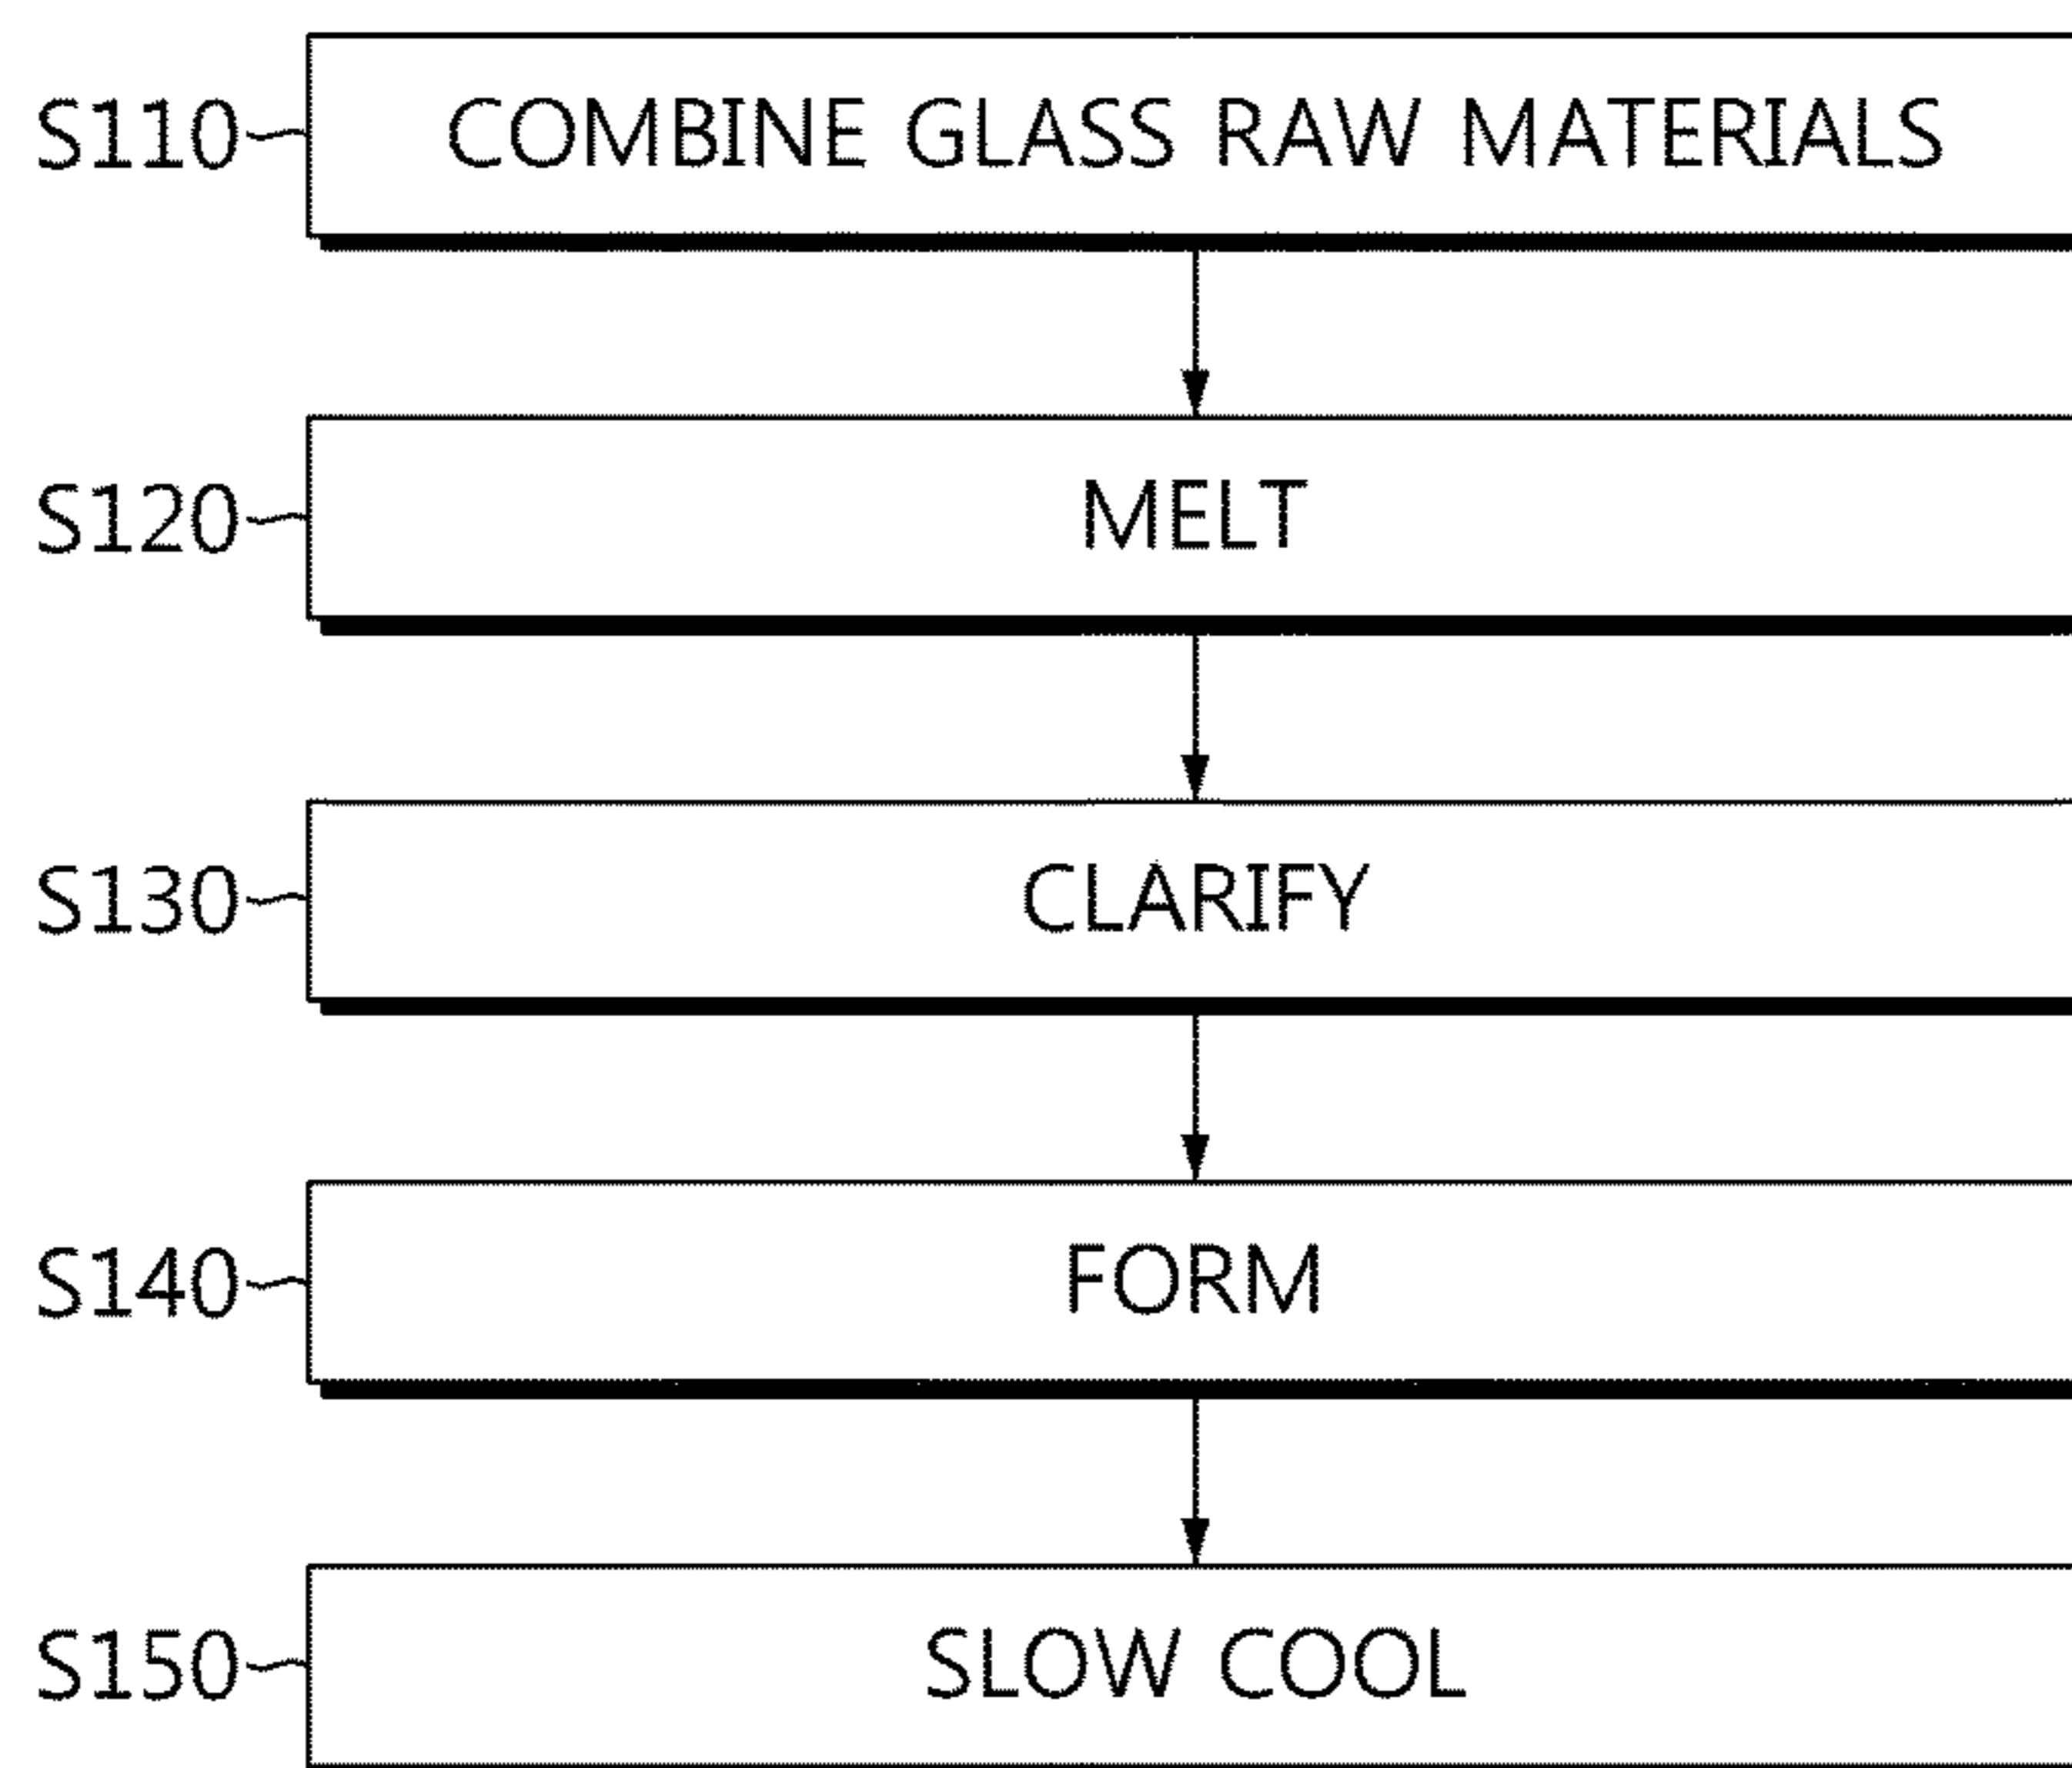 S110 COMBINE GLASS RAW MATERIALS
S120 MELT
S130 CLARIFY
S140 FORM
S150 SLOW COOL